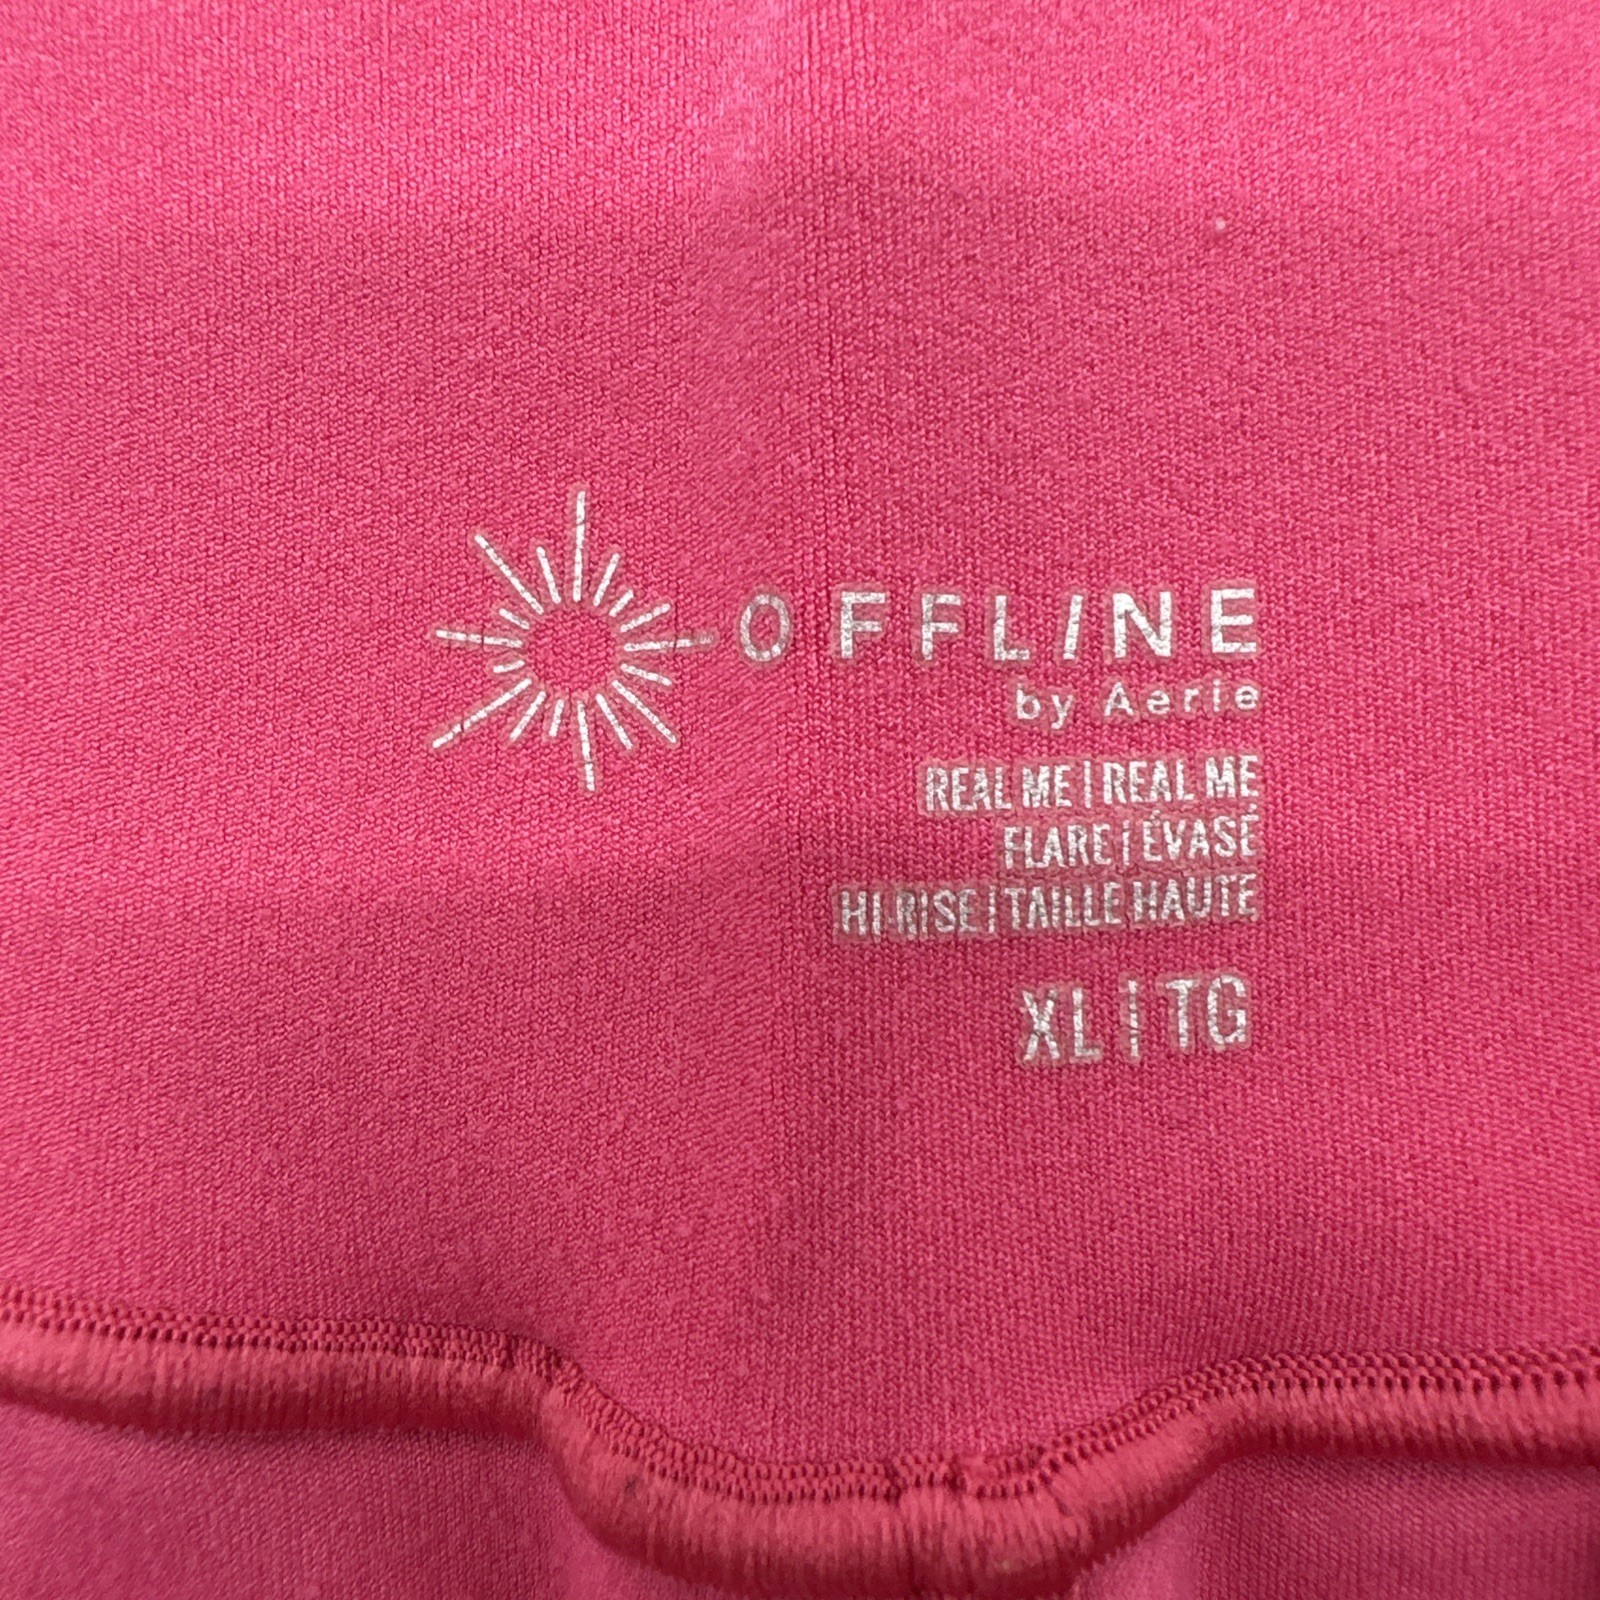 OFFLINE
by Aerie
REAL ME | REAL ME
FLARE | ÉVASÉ
HI-RISE | TAILLE HAUTE
XL | TG